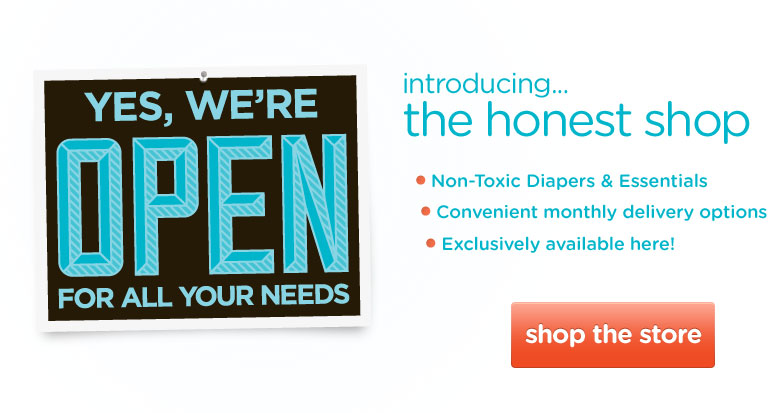 YES, WE'RE
OPEN
FOR ALL YOUR NEEDS
introducing...
the honest shop
Non-Toxic Diapers & Essentials
Convenient monthly delivery options
Exclusively available here!
shop the store